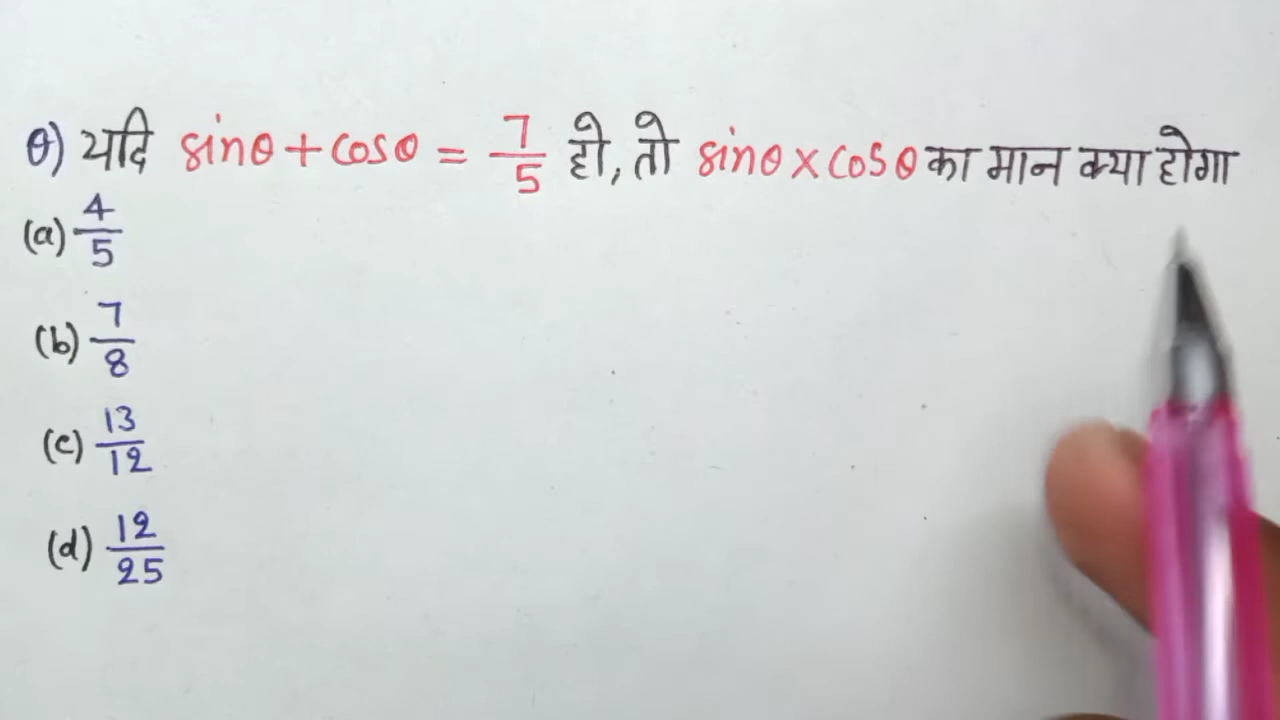 θ) यदि sinθ + cosθ = 7/5 हो, तो sinθ × cosθ का मान क्या होगा
(a) 4/5
(b) 7/8
(c) 13/12
(d) 12/25